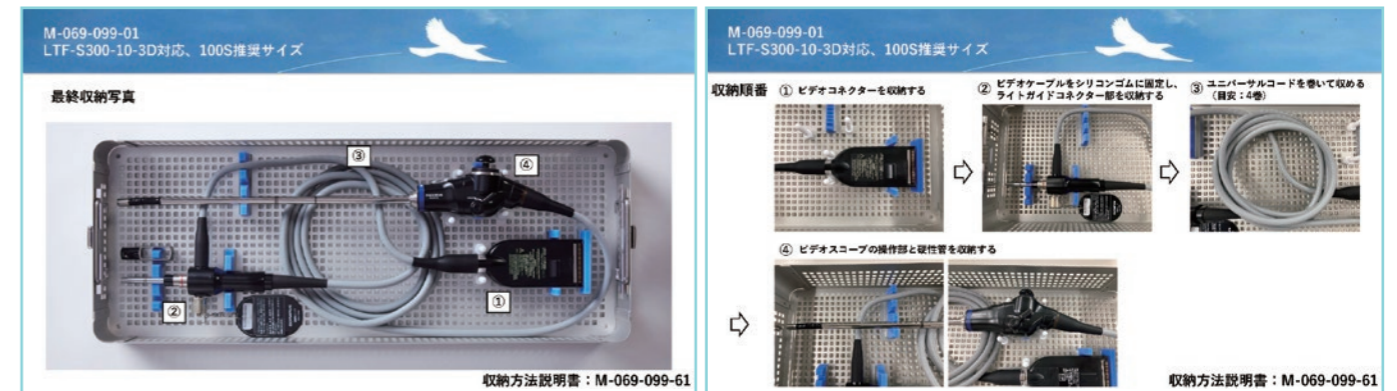 M-069-099-01
LTF-S300-10-3D対応、100S推奨サイズ
最終収納写真
③
④
①
②
収納方法説明書：M-069-099-61
M-069-099-01
LTF-S300-10-3D対応、100S推奨サイズ
収納順番
① ビデオコネクターを収納する
② ビデオケーブルをシリコンゴムに固定し、
ライトガイドコネクター部を収納する
③ ユニバーサルコードを巻いて収める
（目安：4巻）
④ ビデオスコープの操作部と硬性管を収納する
収納方法説明書：M-069-099-61